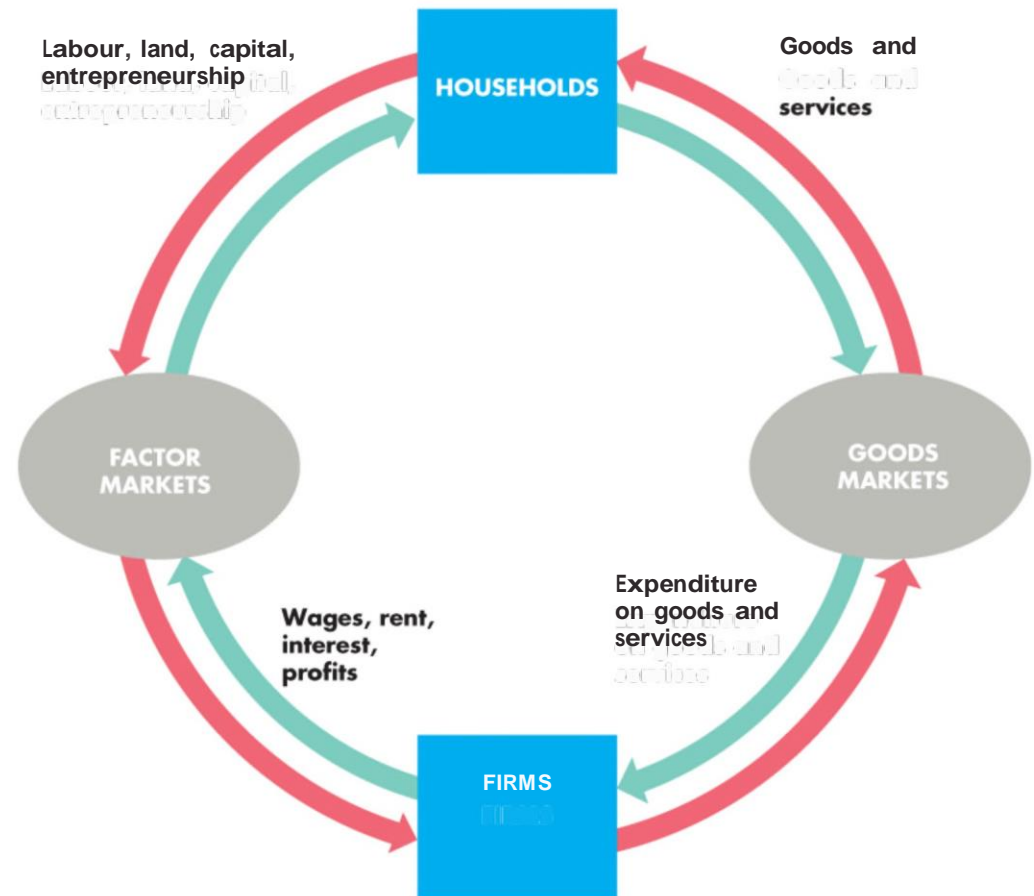 Labour, land, capital,
entrepreneurship
Goods and
services
HOUSEHOLDS
FACTOR
MARKETS
GOODS
MARKETS
Wages, rent,
interest,
profits
Expenditure
on goods and
services
FIRMS